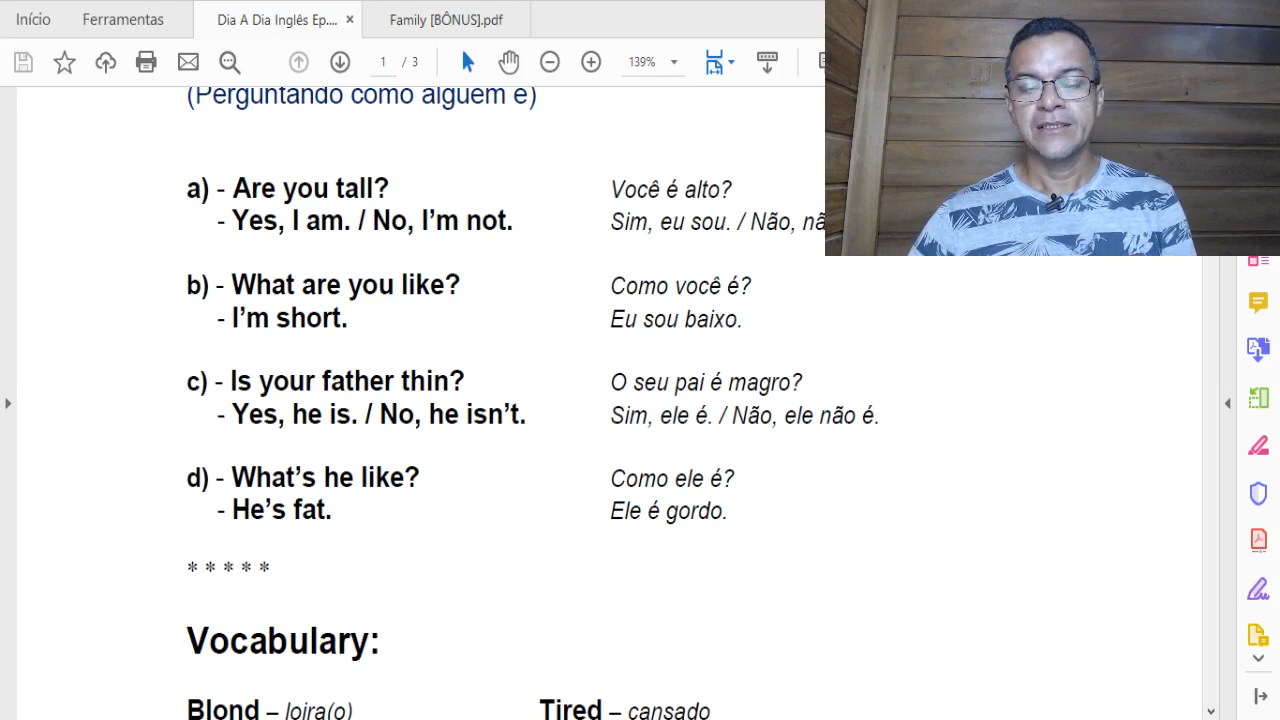 Início Ferramentas Dia A Dia Inglês Ep.... × Family [BÔNUS].pdf
1 / 3 139%
(Perguntando como alguém é)
a) - Are you tall? Você é alto?
- Yes, I am. / No, I'm not. Sim, eu sou. / Não, nã
b) - What are you like? Como você é?
- I'm short. Eu sou baixo.
c) - Is your father thin? O seu pai é magro?
- Yes, he is. / No, he isn't. Sim, ele é. / Não, ele não é.
d) - What's he like? Como ele é?
- He's fat. Ele é gordo.
* * * * *
Vocabulary:
Blond – loira(o) Tired – cansado